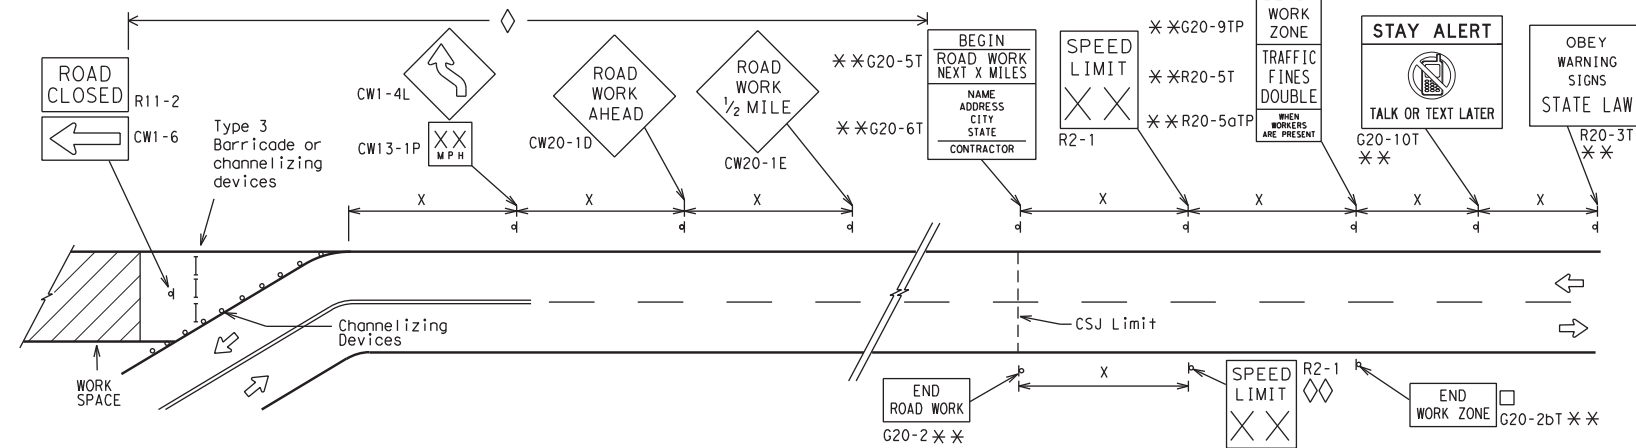 ROAD
CLOSED
R11-2
CW1-6
Type 3
Barricade or
channelizing
devices
CW1-4L
XX
MPH
CW13-1P
ROAD
WORK
AHEAD
CW20-1D
ROAD
WORK
1/2 MILE
CW20-1E
**G20-5T
**G20-6T
BEGIN
ROAD WORK
NEXT X MILES
NAME
ADDRESS
CITY
STATE
CONTRACTOR
SPEED
LIMIT
XX
R2-1
**G20-9TP
**R20-5T
**R20-5aTP
WORK
ZONE
TRAFFIC
FINES
DOUBLE
WHEN
WORKERS
ARE PRESENT
STAY ALERT
TALK OR TEXT LATER
G20-10T
**
OBEY
WARNING
SIGNS
STATE LAW
R20-3T
**
X
X
X
X
X
X
X
Channelizing
Devices
CSJ Limit
WORK
SPACE
END
ROAD WORK
G20-2**
X
SPEED
LIMIT
XX
R2-1
◊◊
END
WORK ZONE
□
G20-2bT**